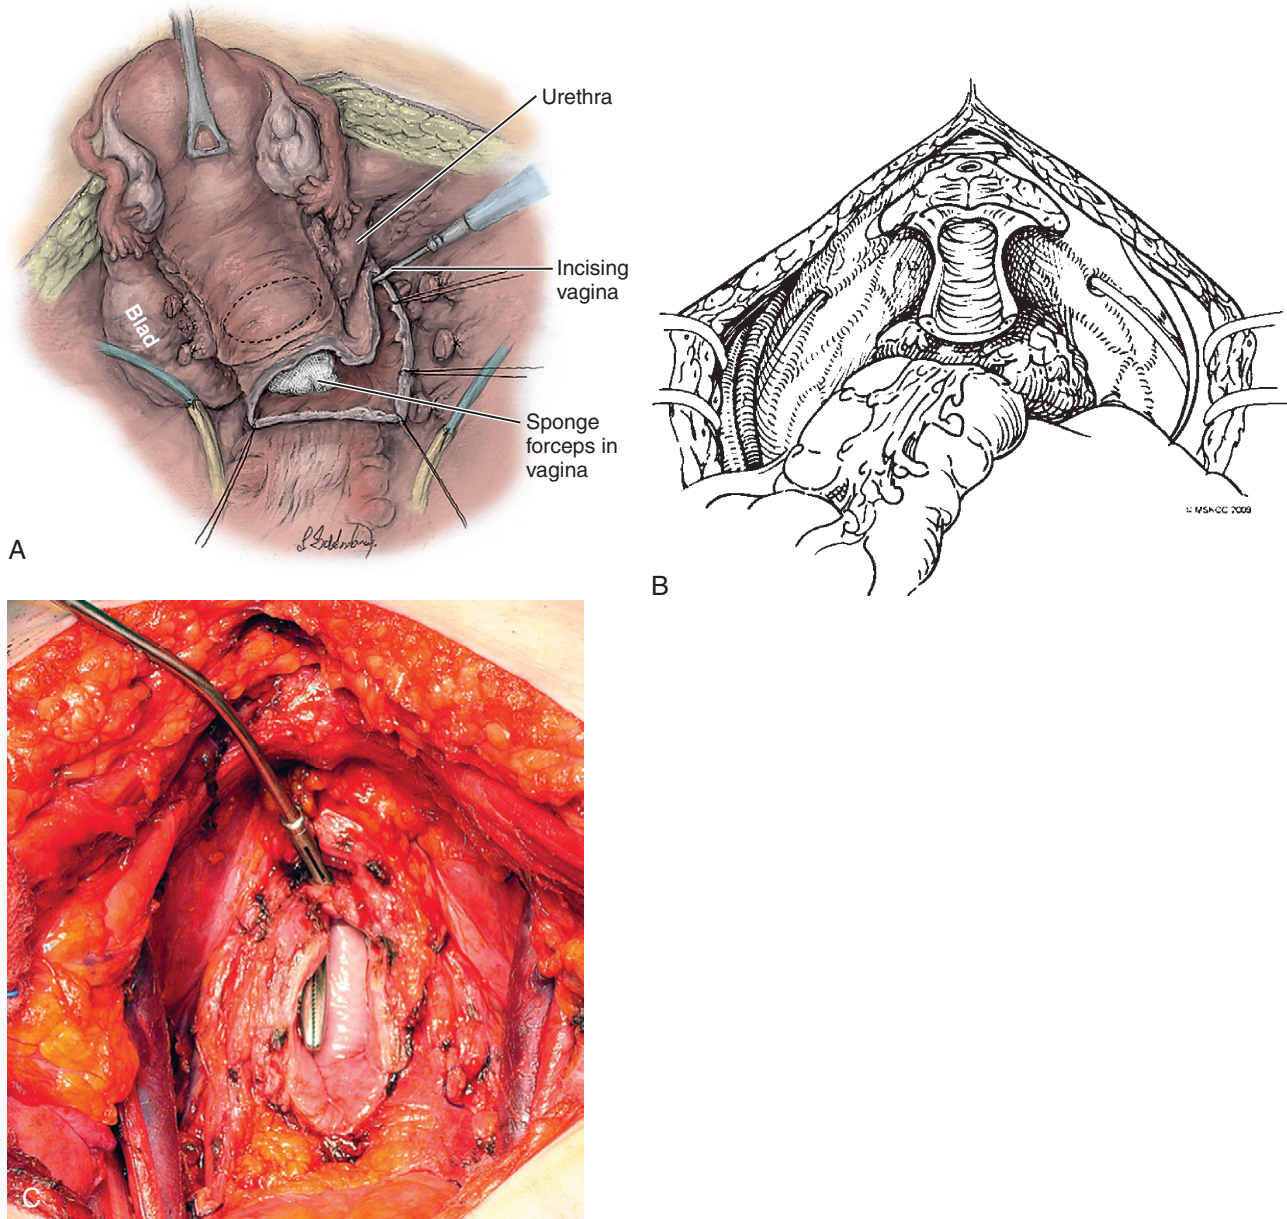 Urethra
Incising
vagina
Blad
Sponge
forceps in
vagina
A
© MSKCC 2009
B
C